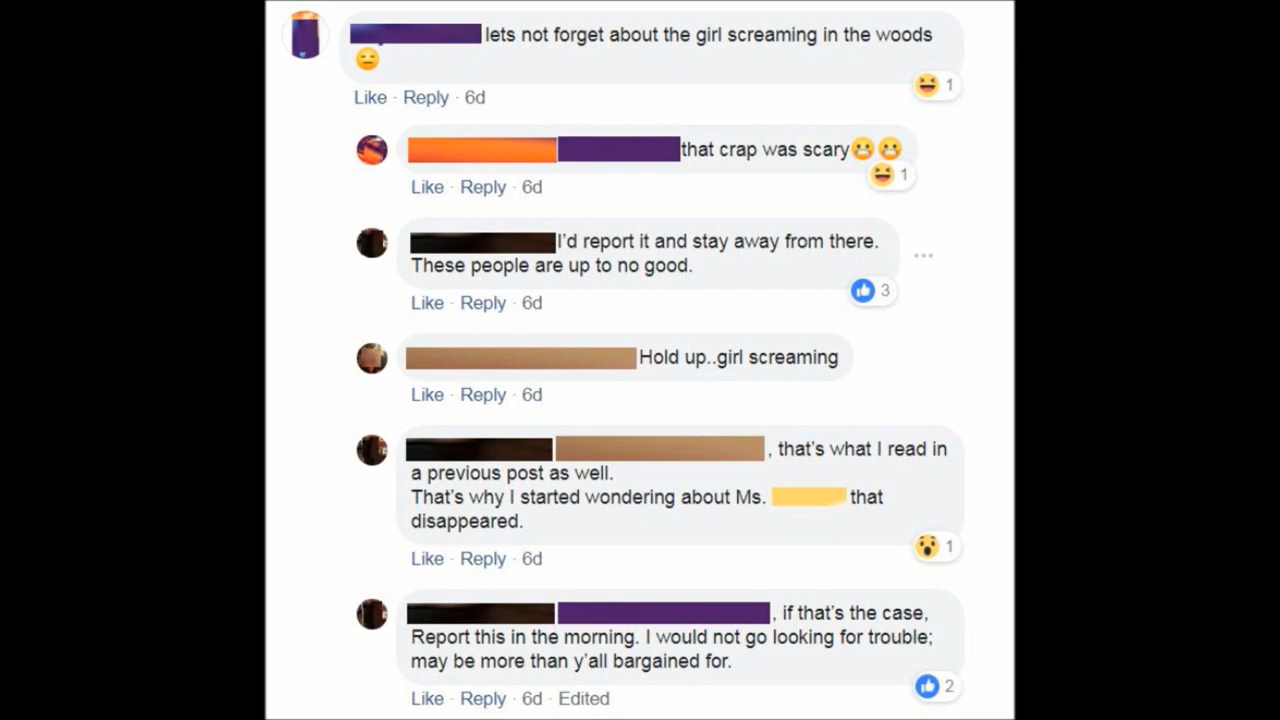 lets not forget about the girl screaming in the woods
1
Like · Reply · 6d
that crap was scary
1
Like · Reply · 6d
I'd report it and stay away from there.
These people are up to no good.
3
Like · Reply · 6d
Hold up..girl screaming
Like · Reply · 6d
, that's what I read in
a previous post as well.
That's why I started wondering about Ms. that
disappeared.
1
Like · Reply · 6d
, if that's the case,
Report this in the morning. I would not go looking for trouble;
may be more than y'all bargained for.
2
Like · Reply · 6d · Edited